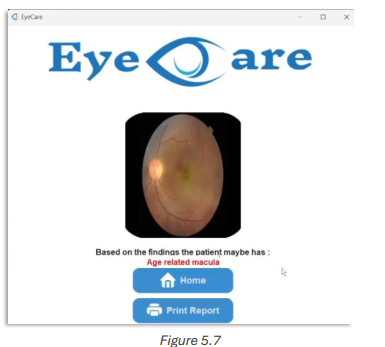 EyeCare
Eye are
Based on the findings the patient maybe has :
Age related macula
Home
Print Report
Figure 5.7